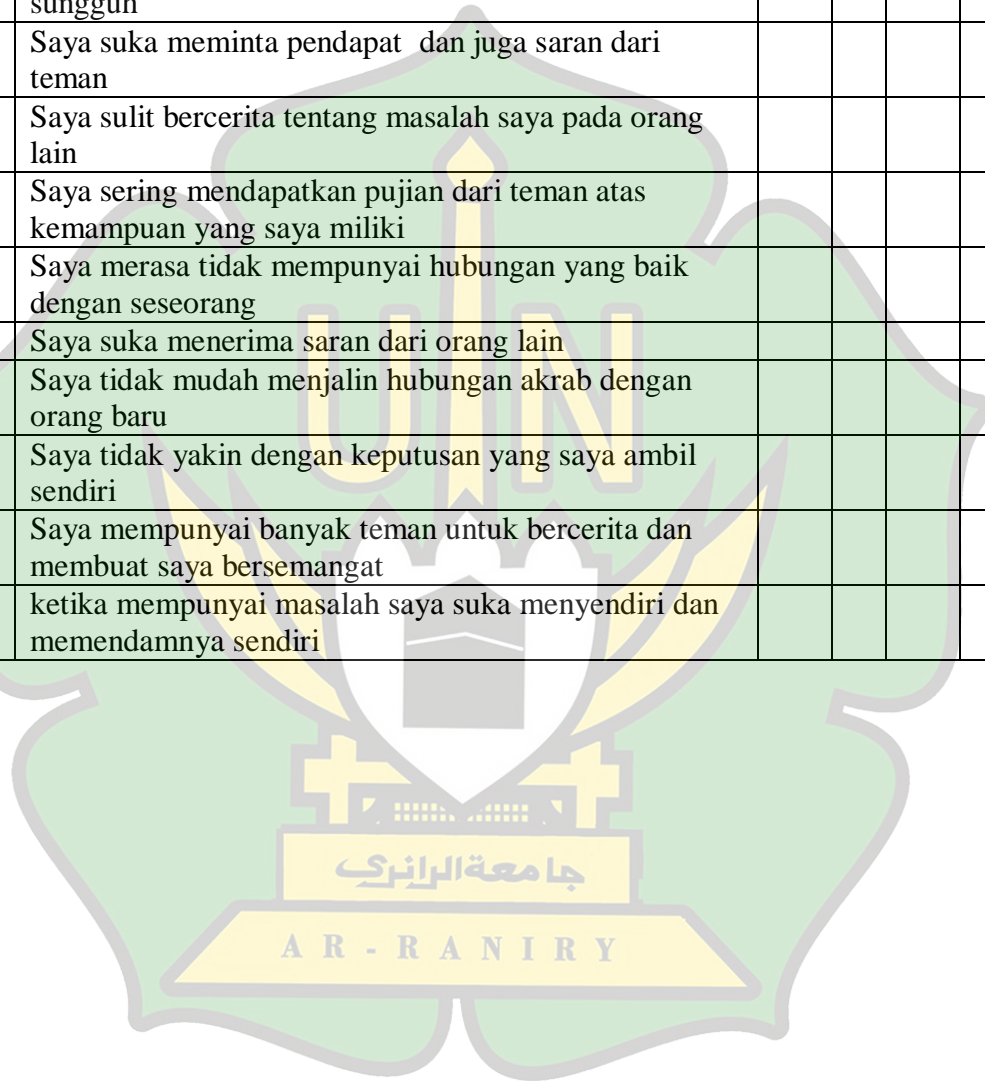 sungguh
Saya suka meminta pendapat  dan juga saran dari
teman
Saya sulit bercerita tentang masalah saya pada orang
lain
Saya sering mendapatkan pujian dari teman atas
kemampuan yang saya miliki
Saya merasa tidak mempunyai hubungan yang baik
dengan seseorang
Saya suka menerima saran dari orang lain
Saya tidak mudah menjalin hubungan akrab dengan
orang baru
Saya tidak yakin dengan keputusan yang saya ambil
sendiri
Saya mempunyai banyak teman untuk bercerita dan
membuat saya bersemangat
ketika mempunyai masalah saya suka menyendiri dan
memendamnya sendiri
UIN
جامعةالرانري
AR-RANIRY